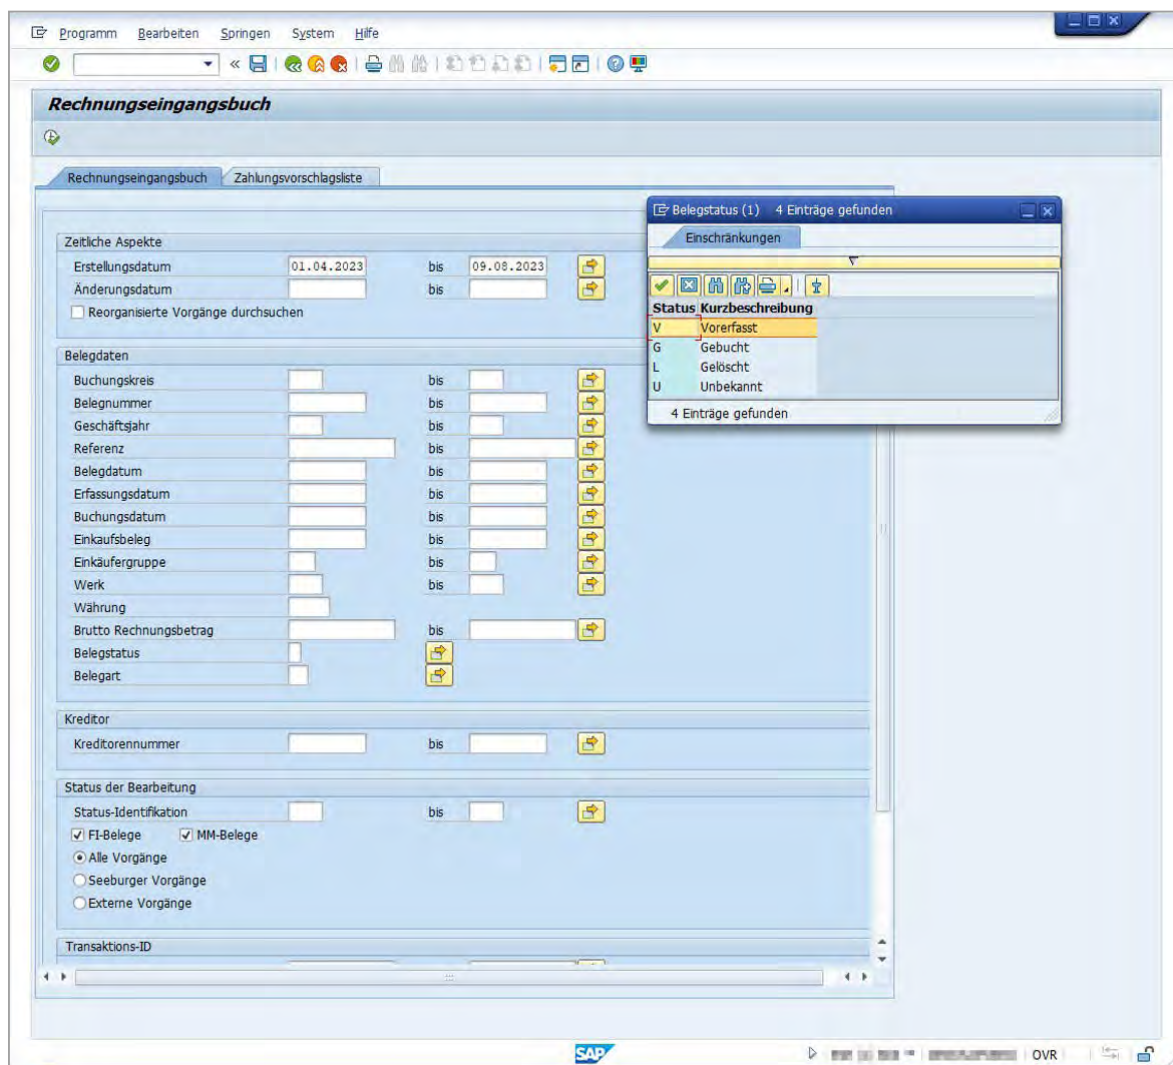 Programm Bearbeiten Springen System Hilfe
Rechnungseingangsbuch
Rechnungseingangsbuch Zahlungsvorschlagsliste
Zeitliche Aspekte
Erstellungsdatum 01.04.2023 bis 09.08.2023
Änderungsdatum bis
Reorganisierte Vorgänge durchsuchen
Belegdaten
Buchungskreis bis
Belegnummer bis
Geschäftsjahr bis
Referenz bis
Belegdatum bis
Erfassungsdatum bis
Buchungsdatum bis
Einkaufsbeleg bis
Einkäufergruppe bis
Werk bis
Währung
Brutto Rechnungsbetrag bis
Belegstatus
Belegart
Kreditor
Kreditorennummer bis
Status der Bearbeitung
Status-Identifikation bis
FI-Belege MM-Belege
Alle Vorgänge
Seeburger Vorgänge
Externe Vorgänge
Transaktions-ID
Belegstatus (1) 4 Einträge gefunden
Einschränkungen
Status Kurzbeschreibung
V Vorerfasst
G Gebucht
L Gelöscht
U Unbekannt
4 Einträge gefunden
SAP OVR